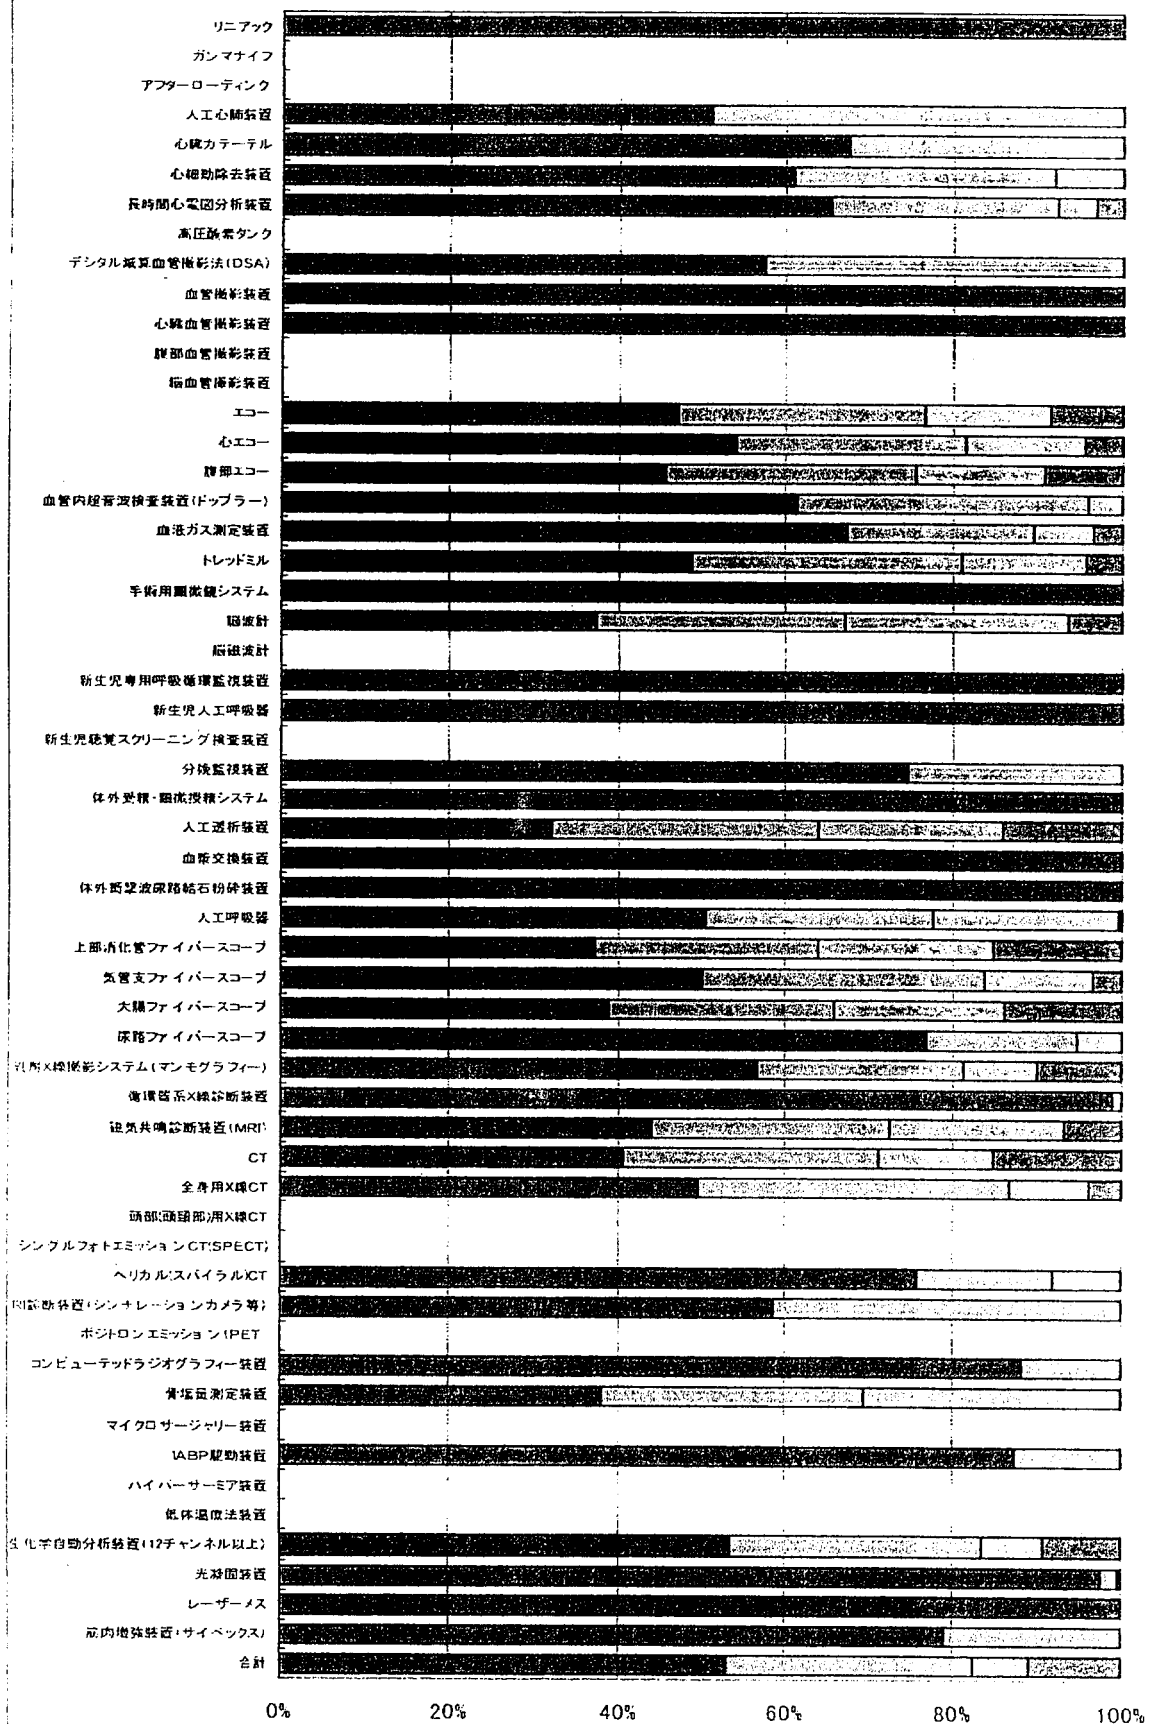 リニアック
ガンマナイフ
アフターローディング
人工心肺装置
心臓カテーテル
心細動除去装置
長時間心電図分析装置
高圧酸素タンク
デジタル減算血管撮影法(DSA)
血管撮影装置
心臓血管撮影装置
腹部血管撮影装置
脳血管撮影装置
エコー
心エコー
腹部エコー
血管内超音波検査装置(ドップラー)
血液ガス測定装置
トレッドミル
手術用顕微鏡システム
脳波計
脳磁波計
新生児専用呼吸循環監視装置
新生児人工呼吸器
新生児聴覚スクリーニング検査装置
分娩監視装置
体外受精・顕微授精システム
人工透析装置
血漿交換装置
体外衝撃波尿路結石粉砕装置
人工呼吸器
上部消化管ファイバースコープ
気管支ファイバースコープ
大腸ファイバースコープ
尿路ファイバースコープ
X線撮影システム(マンモグラフィー)
循環器系X線診断装置
磁気共鳴診断装置(MRI)
CT
全身用X線CT
頭部(頭頸部)用X線CT
シングルフォトエミッションCT(SPECT)
ヘリカル(スパイラル)CT
診断装置(シンチレーションカメラ等)
ポジトロンエミッション(PET
コンピューテッドラジオグラフィー装置
骨塩量測定装置
マイクロサージャリー装置
IABP駆動装置
ハイパーサーミア装置
低体温療法装置
生化学自動分析装置(12チャンネル以上)
光凝固装置
レーザーメス
筋肉増強装置(サイベックス)
合計
0% 20% 40% 60% 80% 100%